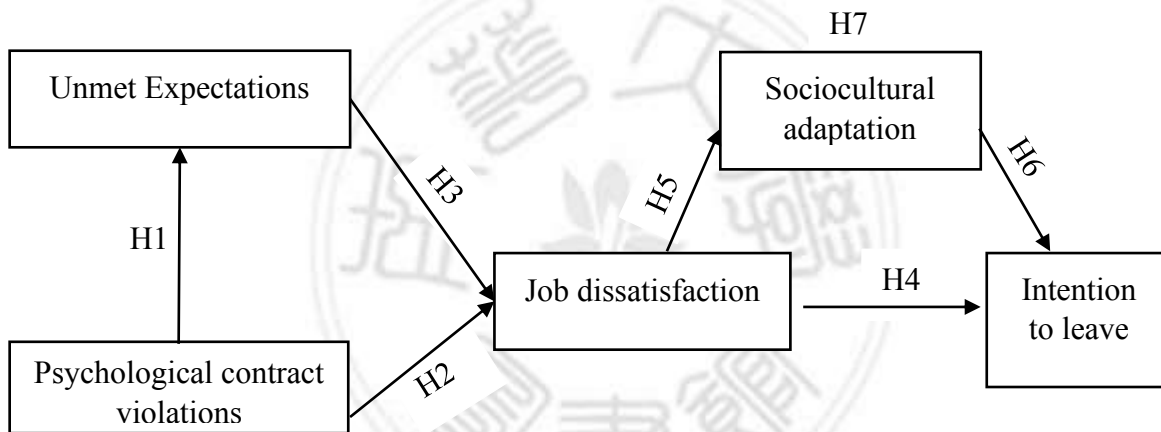 H7
Unmet Expectations
Sociocultural
adaptation
H3
H5
H6
H1
Job dissatisfaction
H4
Intention
to leave
Psychological contract
violations
H2